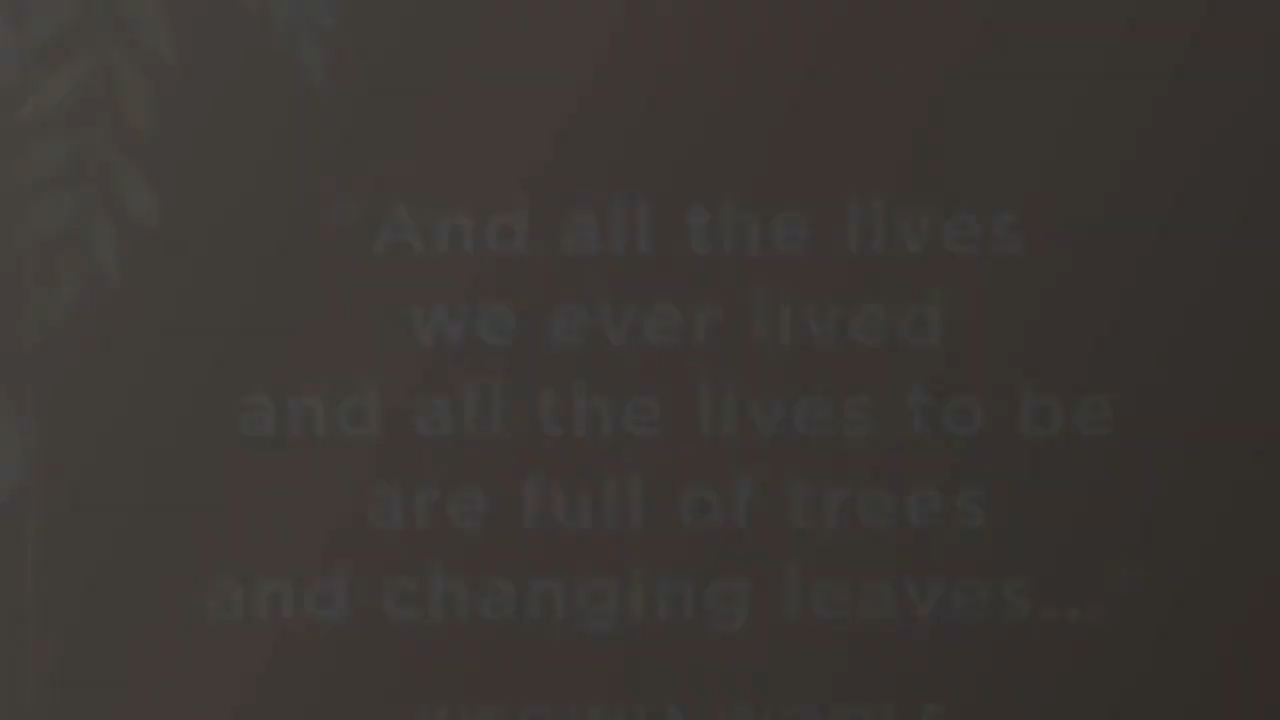 "And all the lives
we ever lived
and all the lives to be
are full of trees
and changing leaves...